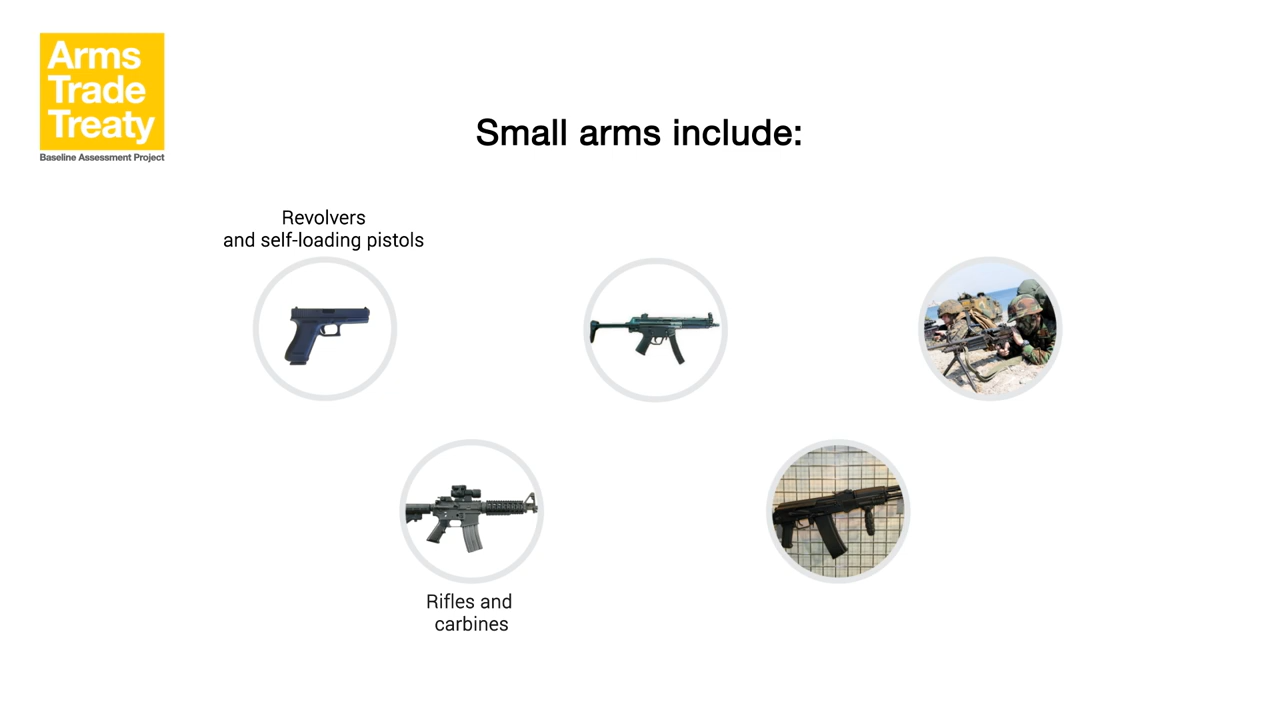 Arms
Trade
Treaty
Baseline Assessment Project
Small arms include:
Revolvers
and self-loading pistols
Rifles and
carbines